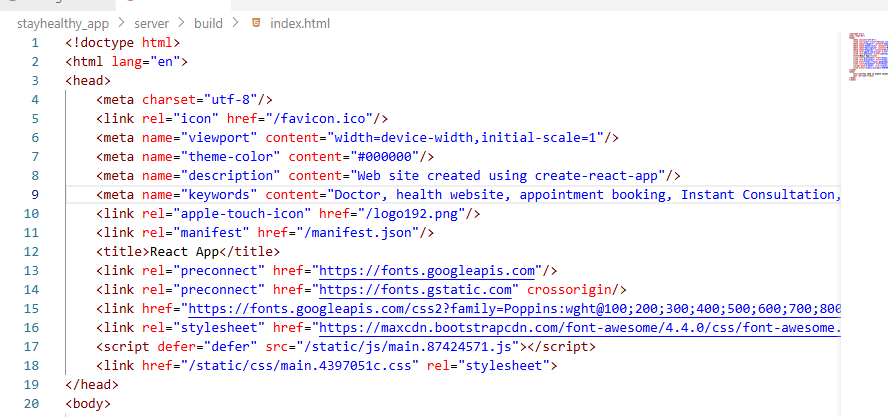 stayhealthy_app > server > build > index.html
1 <!doctype html>
2 <html lang="en">
3 <head>
4 <meta charset="utf-8"/>
5 <link rel="icon" href="/favicon.ico"/>
6 <meta name="viewport" content="width=device-width,initial-scale=1"/>
7 <meta name="theme-color" content="#000000"/>
8 <meta name="description" content="Web site created using create-react-app"/>
9 <meta name="keywords" content="Doctor, health website, appointment booking, Instant Consultation,
10 <link rel="apple-touch-icon" href="/logo192.png"/>
11 <link rel="manifest" href="/manifest.json"/>
12 <title>React App</title>
13 <link rel="preconnect" href="https://fonts.googleapis.com"/>
14 <link rel="preconnect" href="https://fonts.gstatic.com" crossorigin/>
15 <link href="https://fonts.googleapis.com/css2?family=Poppins:wght@100;200;300;400;500;600;700;800
16 <link rel="stylesheet" href="https://maxcdn.bootstrapcdn.com/font-awesome/4.4.0/css/font-awesome.
17 <script defer="defer" src="/static/js/main.87424571.js"></script>
18 <link href="/static/css/main.4397051c.css" rel="stylesheet">
19 </head>
20 <body>